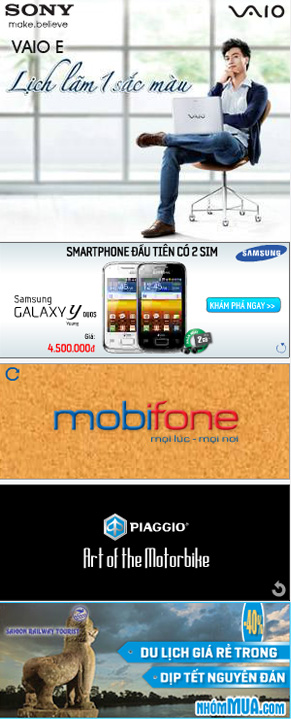 SONY
make.believe
VAIO
VAIO E
Lịch lãm 1 sắc màu
VAIO
SMARTPHONE ĐẦU TIÊN CÓ 2 SIM
SAMSUNG
Samsung
GALAXY y DUOS
Young
KHÁM PHÁ NGAY >>
Giá:
4.500.000đ
mobifone
mọi lúc - mọi nơi
PIAGGIO
Art of the Motorbike
-40%
SAIGON RAILWAY TOURIST
DU LỊCH GIÁ RẺ TRONG
DỊP TẾT NGUYÊN ĐÁN
NHÓMMUA.com